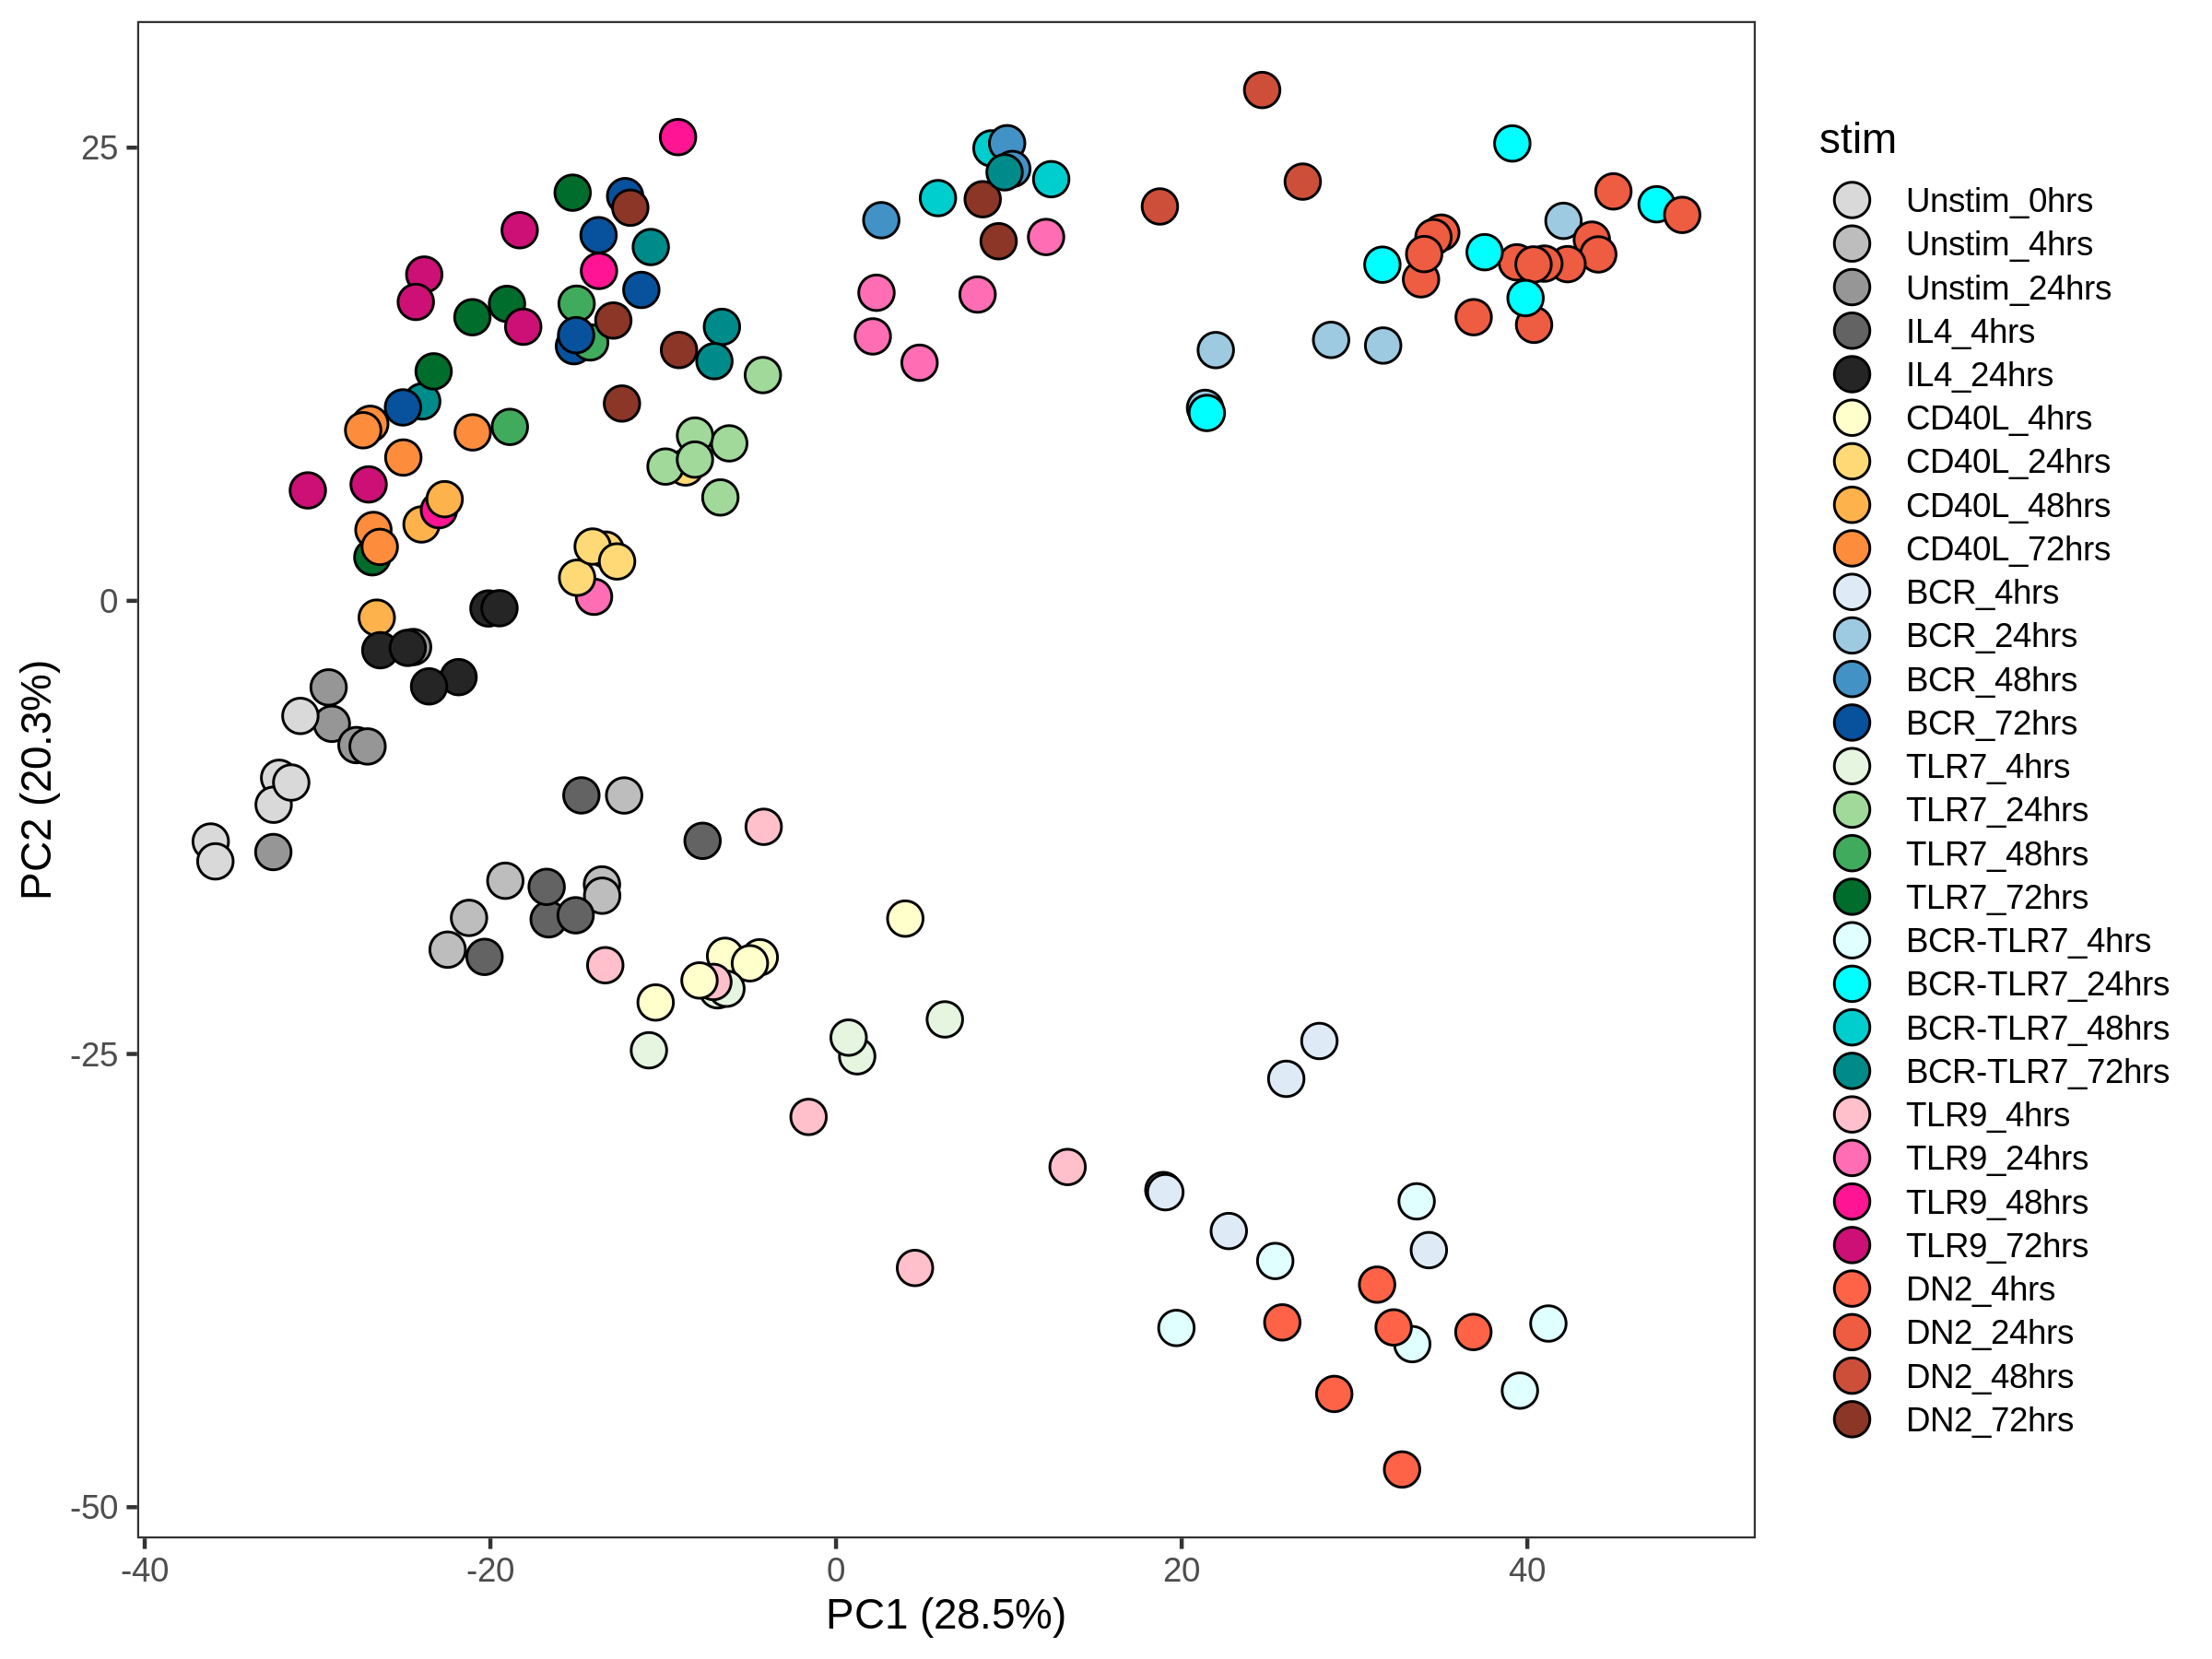 25
0
-25
-50
-40
-20
0
20
40
PC1 (28.5%)
PC2 (20.3%)
stim
Unstim_0hrs
Unstim_4hrs
Unstim_24hrs
IL4_4hrs
IL4_24hrs
CD40L_4hrs
CD40L_24hrs
CD40L_48hrs
CD40L_72hrs
BCR_4hrs
BCR_24hrs
BCR_48hrs
BCR_72hrs
TLR7_4hrs
TLR7_24hrs
TLR7_48hrs
TLR7_72hrs
BCR-TLR7_4hrs
BCR-TLR7_24hrs
BCR-TLR7_48hrs
BCR-TLR7_72hrs
TLR9_4hrs
TLR9_24hrs
TLR9_48hrs
TLR9_72hrs
DN2_4hrs
DN2_24hrs
DN2_48hrs
DN2_72hrs